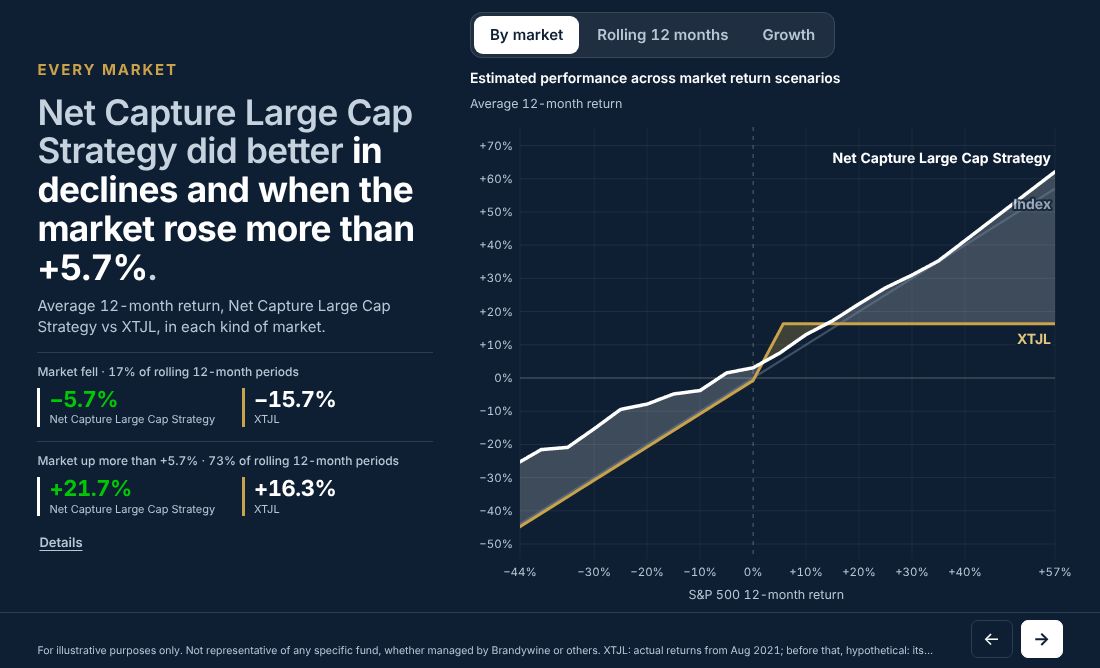 By market
Rolling 12 months
Growth
EVERY MARKET
Net Capture Large Cap
Strategy did better in
declines and when the
market rose more than
+5.7%.
Average 12-month return, Net Capture Large Cap
Strategy vs XTJL, in each kind of market.
Market fell · 17% of rolling 12-month periods
−5.7%
Net Capture Large Cap Strategy
−15.7%
XTJL
Market up more than +5.7% · 73% of rolling 12-month periods
+21.7%
Net Capture Large Cap Strategy
+16.3%
XTJL
Details
Estimated performance across market return scenarios
Average 12-month return
+70%
+60%
+50%
+40%
+30%
+20%
+10%
0%
−10%
−20%
−30%
−40%
−50%
Net Capture Large Cap Strategy
Index
XTJL
−44%
−30%
−20%
−10%
0%
+10%
+20%
+30%
+40%
+57%
S&P 500 12-month return
For illustrative purposes only. Not representative of any specific fund, whether managed by Brandywine or others. XTJL: actual returns from Aug 2021; before that, hypothetical: its…